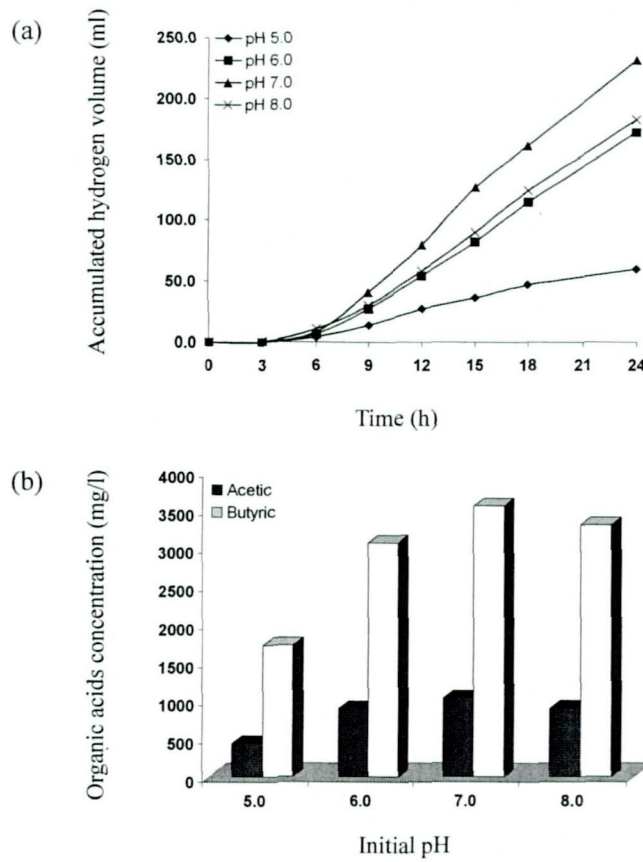 (a)
Accumulated hydrogen volume (ml)
250.0
200.0
150.0
100.0
50.0
0.0
pH 5.0
pH 6.0
pH 7.0
pH 8.0
0 3 6 9 12 15 18 21 24
Time (h)
(b)
Organic acids concentration (mg/l)
4000
3500
3000
2500
2000
1500
1000
500
0
Acetic
Butyric
5.0 6.0 7.0 8.0
Initial pH